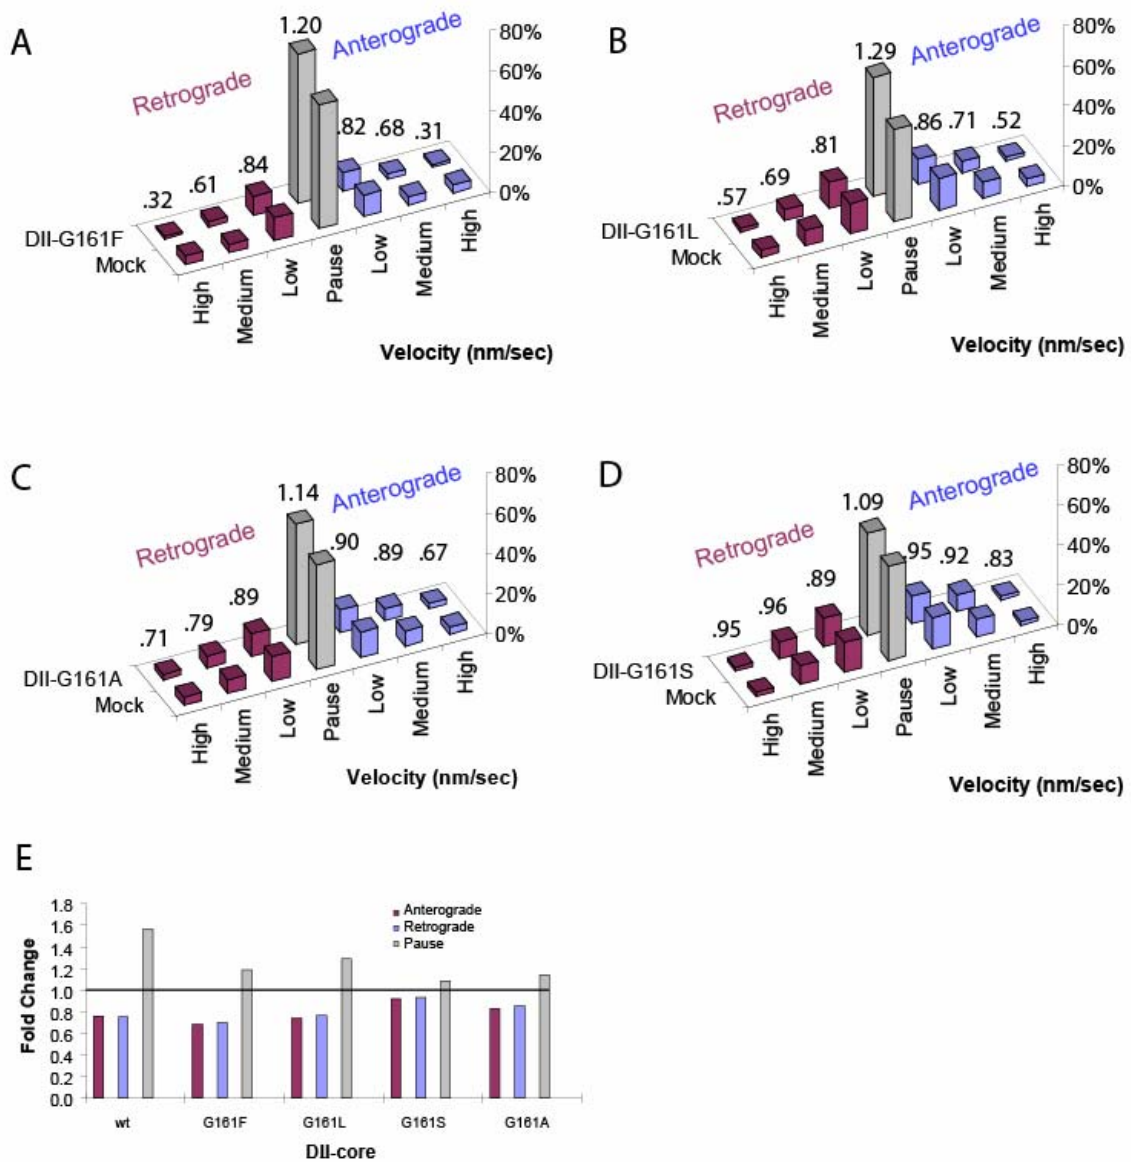 A
1.20
Anterograde
80%
60%
40%
20%
0%
Retrograde
.32
.61
.84
.82
.68
.31
DII-G161F
Mock
High
Medium
Low
Pause
Low
Medium
High
Velocity (nm/sec)
B
1.29
Anterograde
80%
60%
40%
20%
0%
Retrograde
.57
.69
.81
.86
.71
.52
DII-G161L
Mock
High
Medium
Low
Pause
Low
Medium
High
Velocity (nm/sec)
C
1.14
Anterograde
80%
60%
40%
20%
0%
Retrograde
.71
.79
.89
.90
.89
.67
DII-G161A
Mock
High
Medium
Low
Pause
Low
Medium
High
Velocity (nm/sec)
D
1.09
Anterograde
80%
60%
40%
20%
0%
Retrograde
.95
.96
.89
.95
.92
.83
DII-G161S
Mock
High
Medium
Low
Pause
Low
Medium
High
Velocity (nm/sec)
E
Fold Change
1.8
1.6
1.4
1.2
1.0
0.8
0.6
0.4
0.2
0.0
Anterograde
Retrograde
Pause
wt
G161F
G161L
G161S
G161A
DII-core